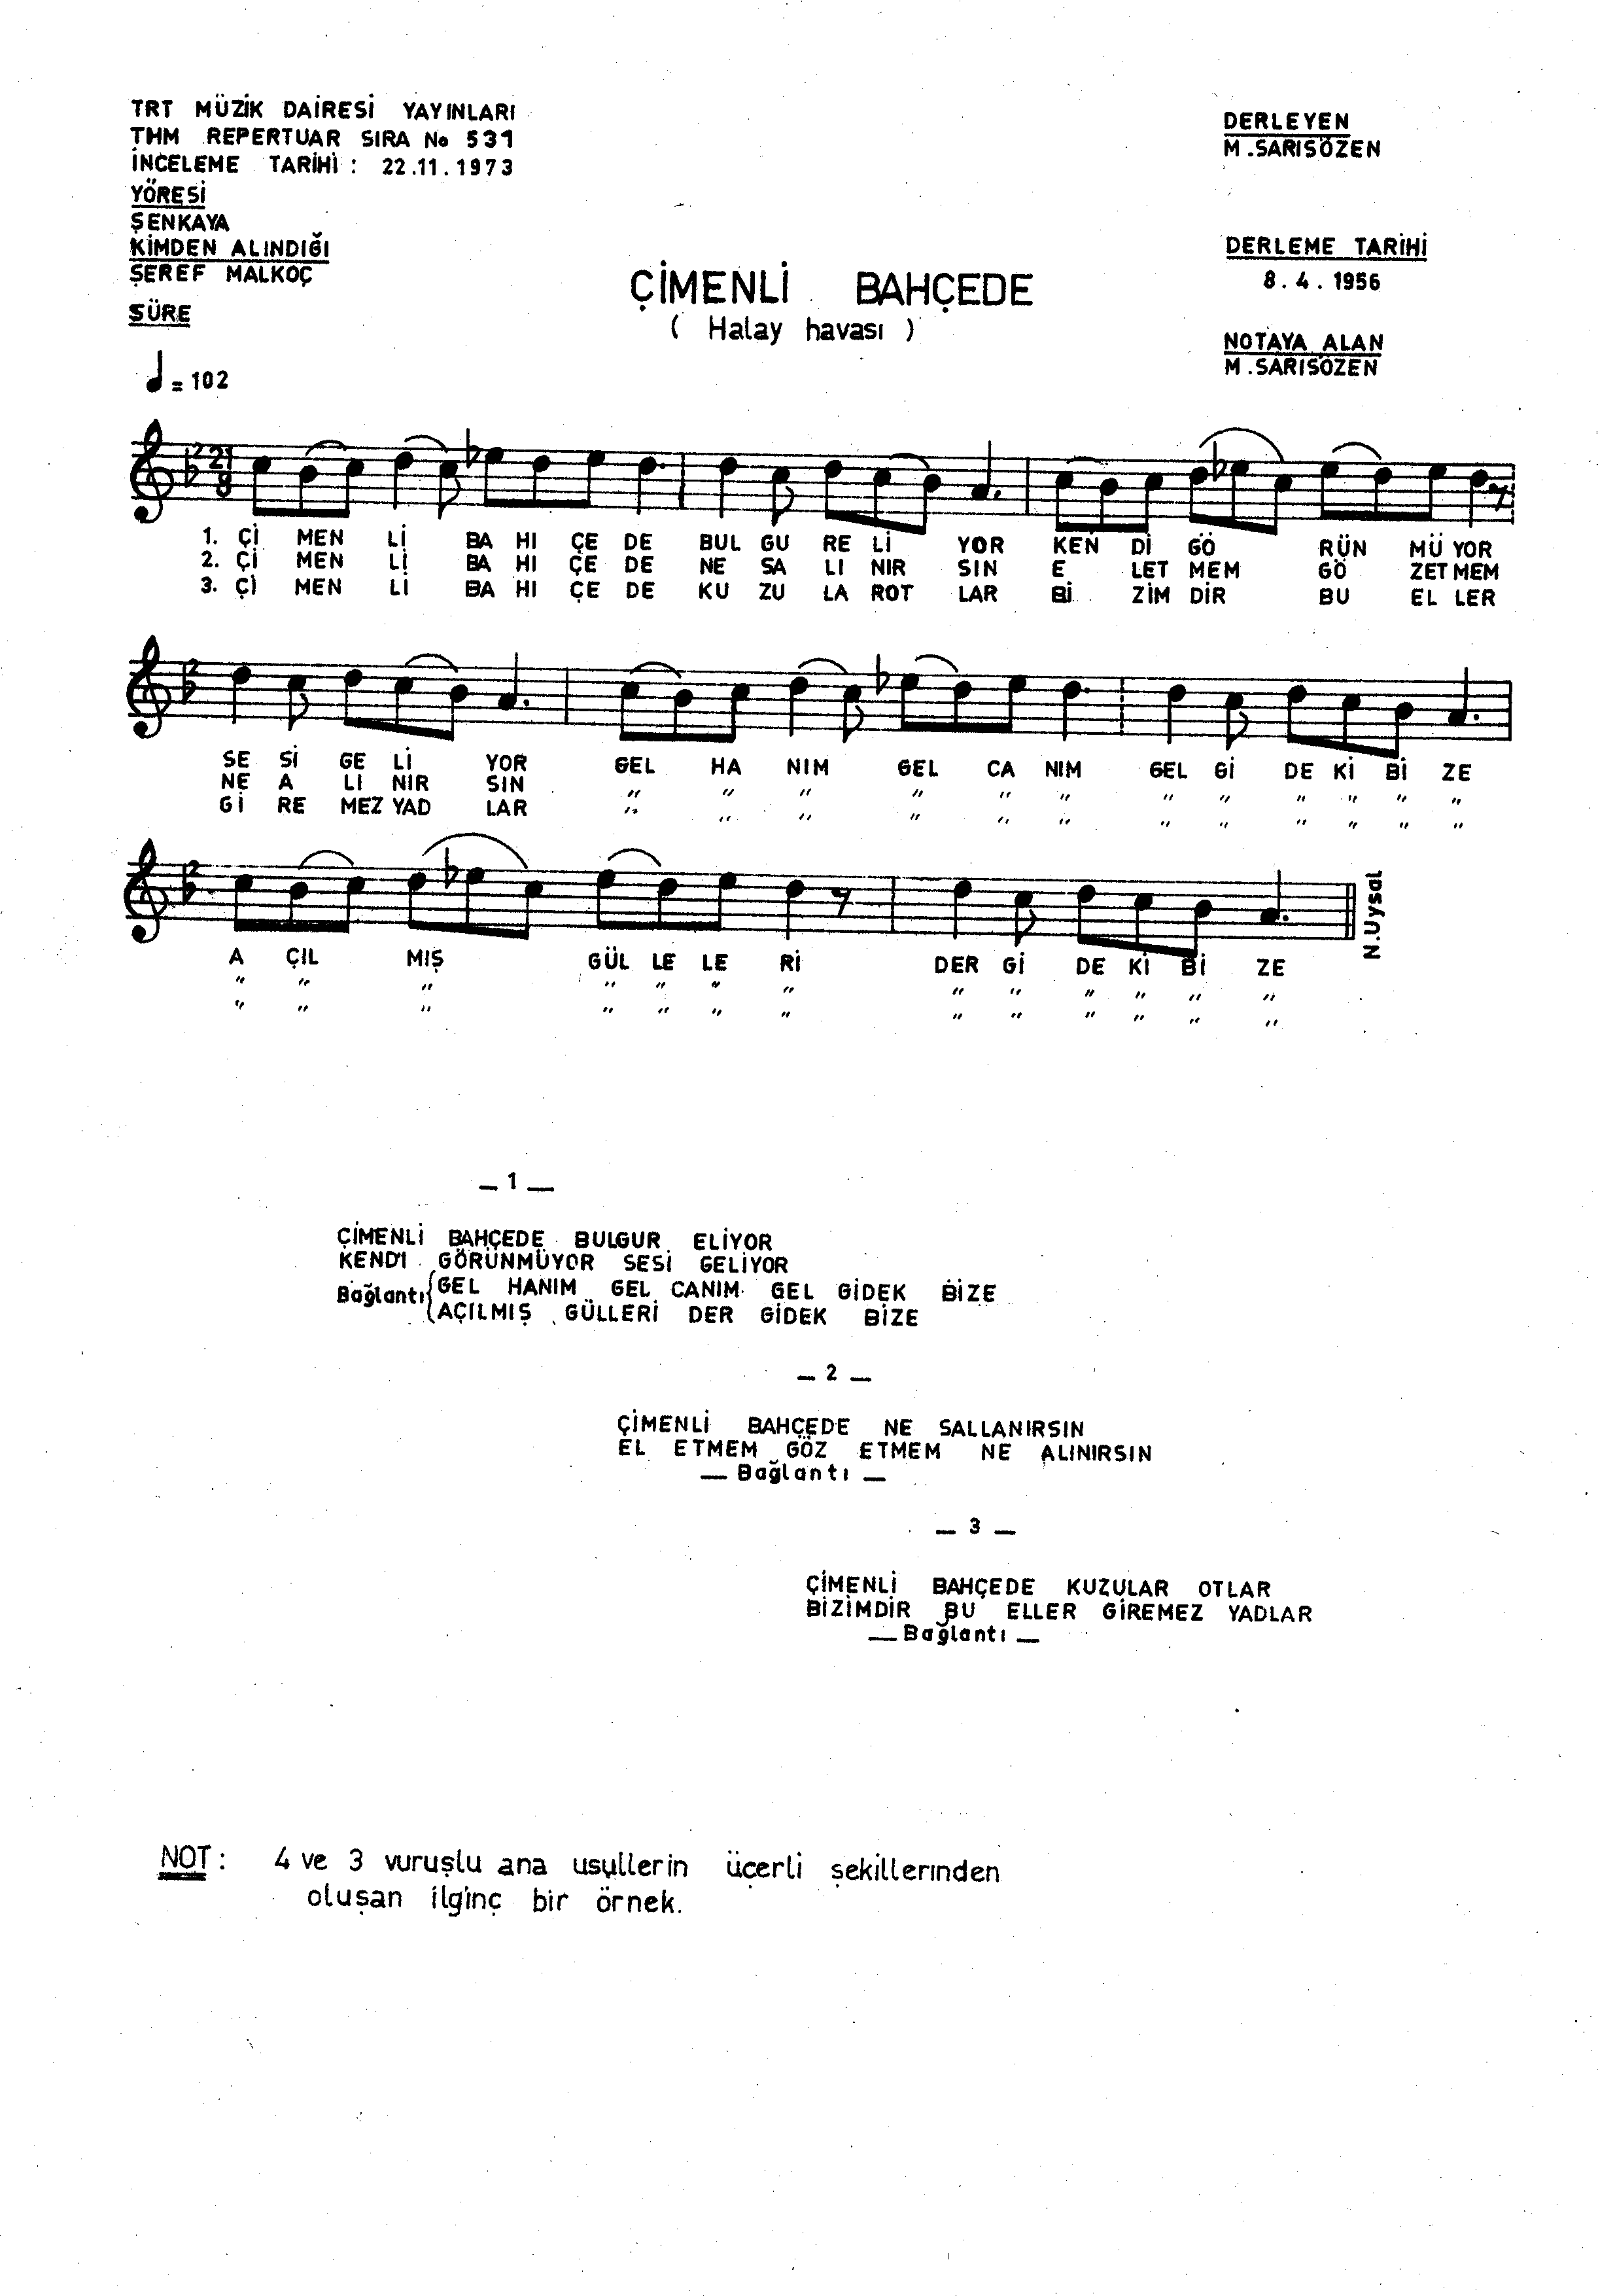 TRT MÜZİK DAİRESİ YAYINLARI
THM REPERTUAR SIRA No 531
İNCELEME TARİHİ : 22.11.1973
YÖRESİ
ŞENKAYA
KİMDEN ALINDIĞI
ŞEREF MALKOÇ
SÜRE
= 102
ÇİMENLİ BAHÇEDE
( Halay havası )
DERLEYEN
M.SARISÖZEN
DERLEME TARİHİ
8.4.1956
NOTAYA ALAN
M.SARISÖZEN
2 21
8
1. Çİ MEN Lİ BA HI ÇE DE BUL GU RE Lİ YOR KEN Dİ GÖ RÜN MÜ YOR
2. Çİ MEN Lİ BA HI ÇE DE NE SA LI NIR SIN E LET MEM GÖ ZET MEM
3. Çİ MEN Lİ BA HI ÇE DE KU ZU LA ROT LAR Bİ ZİM DİR BU EL LER
2
SE Sİ GE Lİ YOR GEL HA NIM GEL CA NIM GEL Gİ DE Kİ Bİ ZE
NE A LI NIR SIN " " " " " " " " " " " "
Gİ RE MEZ YAD LAR " " " " " " " " " " " "
2
A ÇIL MIŞ GÜL LE LE Rİ DER Gİ DE Kİ Bİ ZE
" " " " " " " " " " " " "
" " " " " " " " " " " " "
N.Uysal
_ 1 _
ÇİMENLİ BAHÇEDE BULGUR ELİYOR
KENDİ GÖRÜNMÜYOR SESİ GELİYOR
Bağlantı { GEL HANIM GEL CANIM GEL GİDEK BİZE
AÇILMIŞ GÜLLERİ DER GİDEK BİZE
_ 2 _
ÇİMENLİ BAHÇEDE NE SALLANIRSIN
EL ETMEM GÖZ ETMEM NE ALINIRSIN
_ Bağlantı _
_ 3 _
ÇİMENLİ BAHÇEDE KUZULAR OTLAR
BİZİMDİR BU ELLER GİREMEZ YADLAR
_ Bağlantı _
NOT : 4 ve 3 vuruşlu ana usullerin üçerli şekillerinden
oluşan ilginç bir örnek.